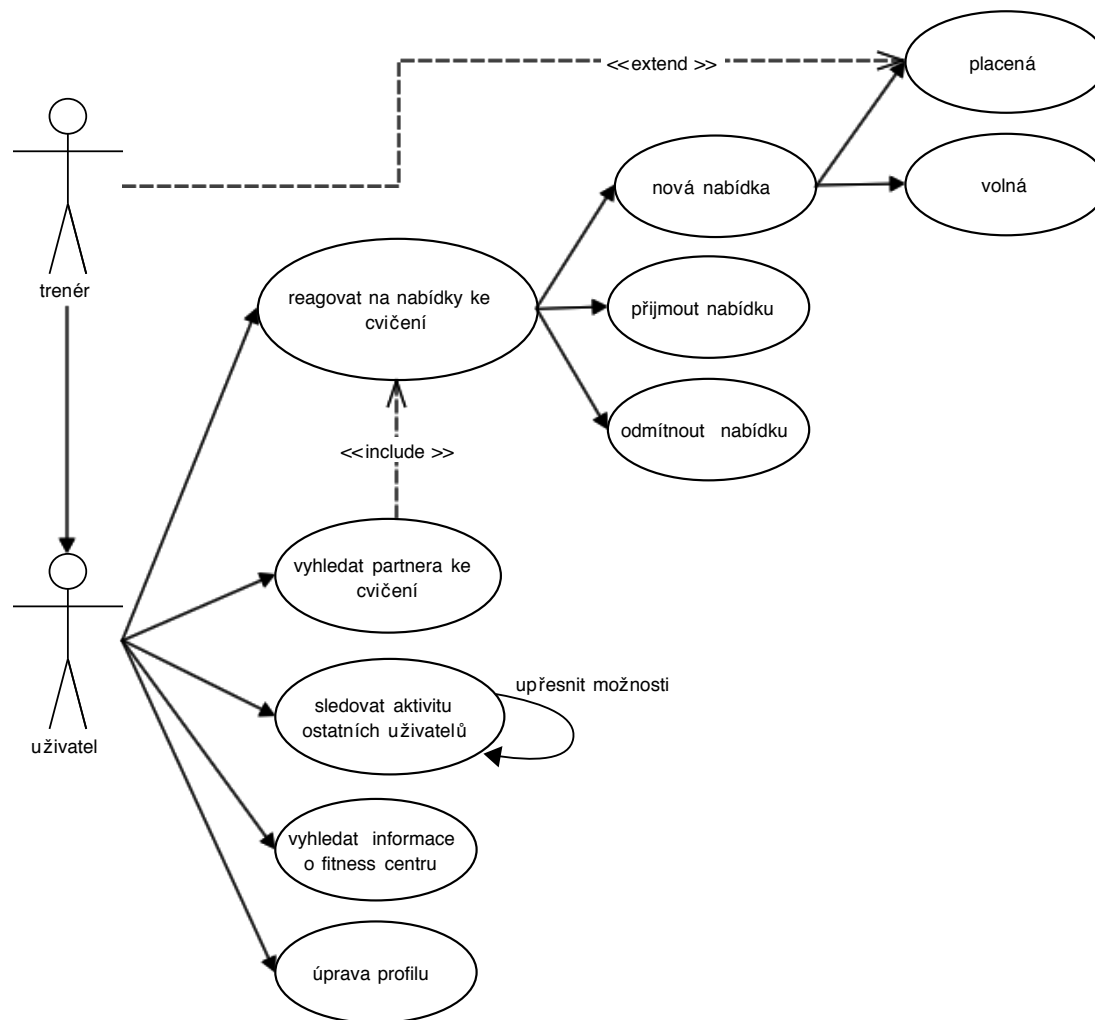 <<extend >>
placená
nová nabídka
volná
trenér
reagovat na nabídky ke
cvičení
přijmout nabídku
odmítnout nabídku
<<include >>
vyhledat partnera ke
cvičení
upřesnit možnosti
sledovat aktivitu
ostatních uživatelů
uživatel
vyhledat informace
o fitness centru
úprava profilu